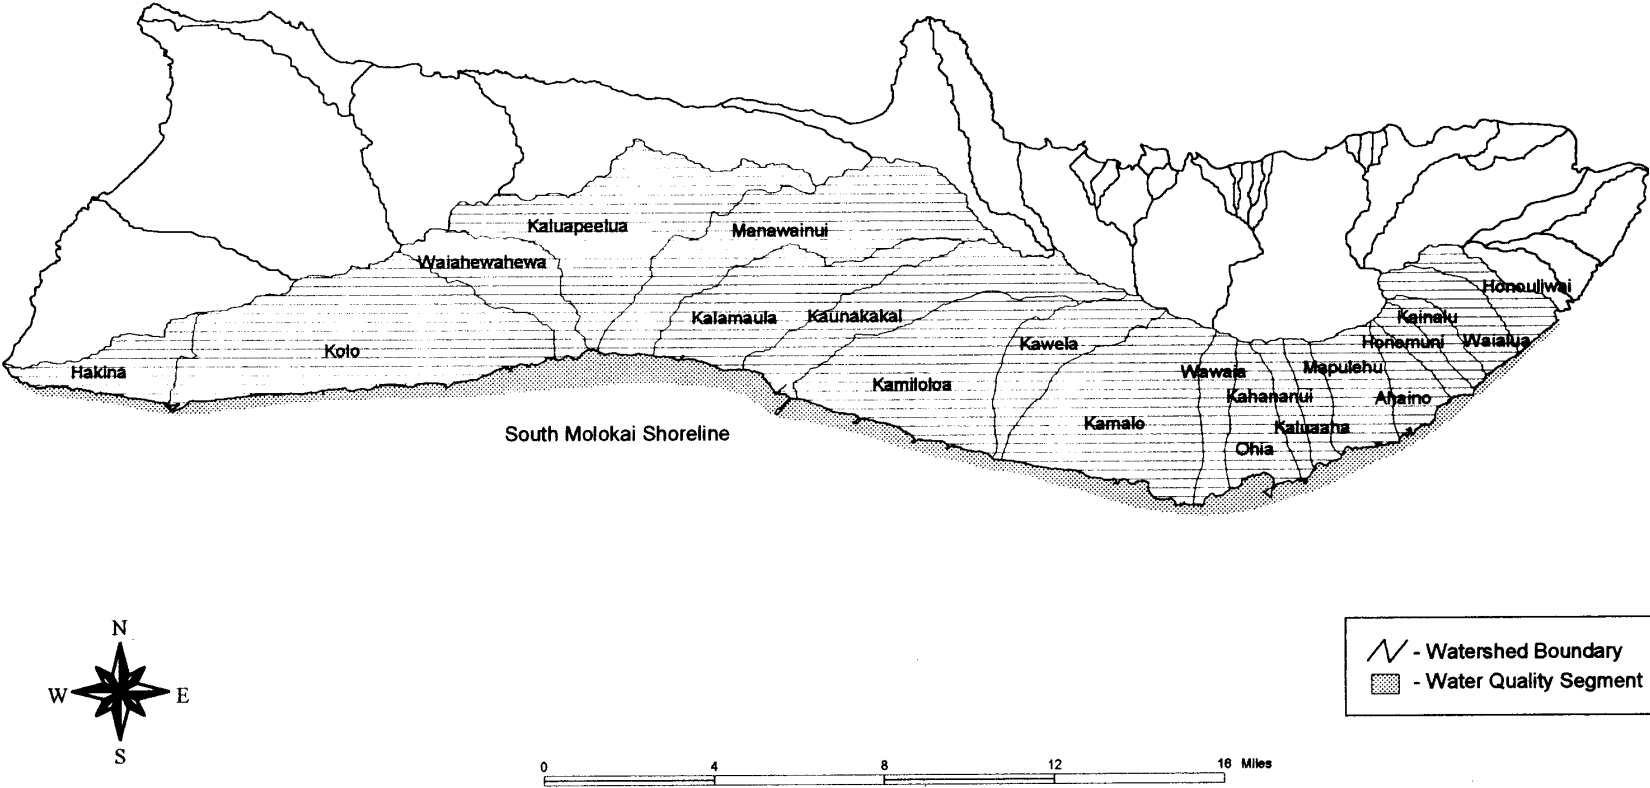 Kaluapeelua
Manawainui
Waiahewahewa
Honouliwai
Kalamaula
Kaunakakai
Kainalu
Kolo
Kawela
Honomuni
Waialua
Hakina
Kamiloloa
Wawaia
Mapulehu
Kahananui
Ahaino
Kamalo
Kaluaaha
South Molokai Shoreline
Ohia
N
W
E
S
- Watershed Boundary
- Water Quality Segment
0
4
8
12
16 Miles